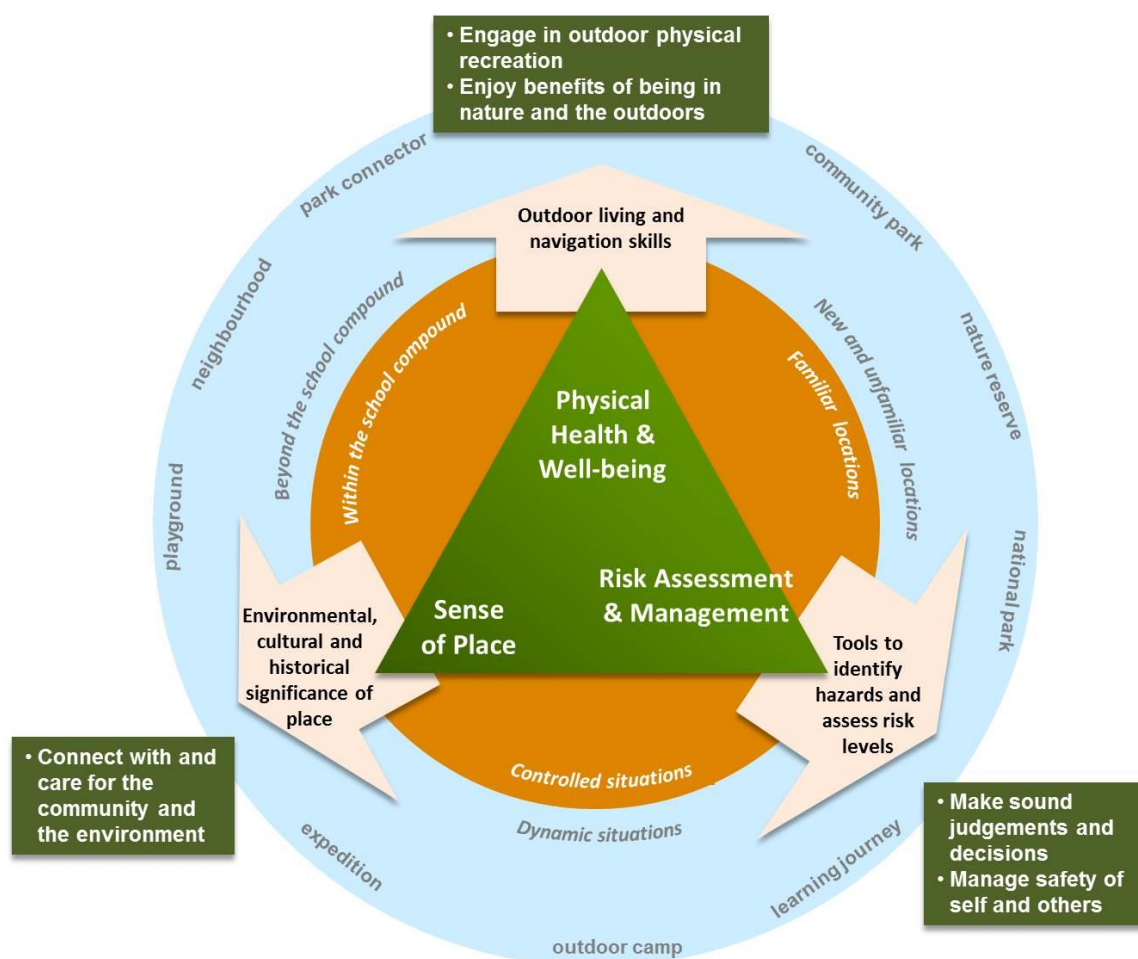 • Engage in outdoor physical
recreation
• Enjoy benefits of being in
nature and the outdoors
park connector
community park
Outdoor living and
navigation skills
neighbourhood
Beyond the school compound
Within the school compound
Familiar locations
New and unfamiliar locations
nature reserve
Physical
Health &
Well-being
playground
national park
Risk Assessment
& Management
Sense
of Place
Environmental,
cultural and
historical
significance of
place
Tools to
identify
hazards and
assess risk
levels
• Connect with and
care for the
community and
the environment
Controlled situations
Dynamic situations
• Make sound
judgements and
decisions
• Manage safety of
self and others
expedition
learning journey
outdoor camp